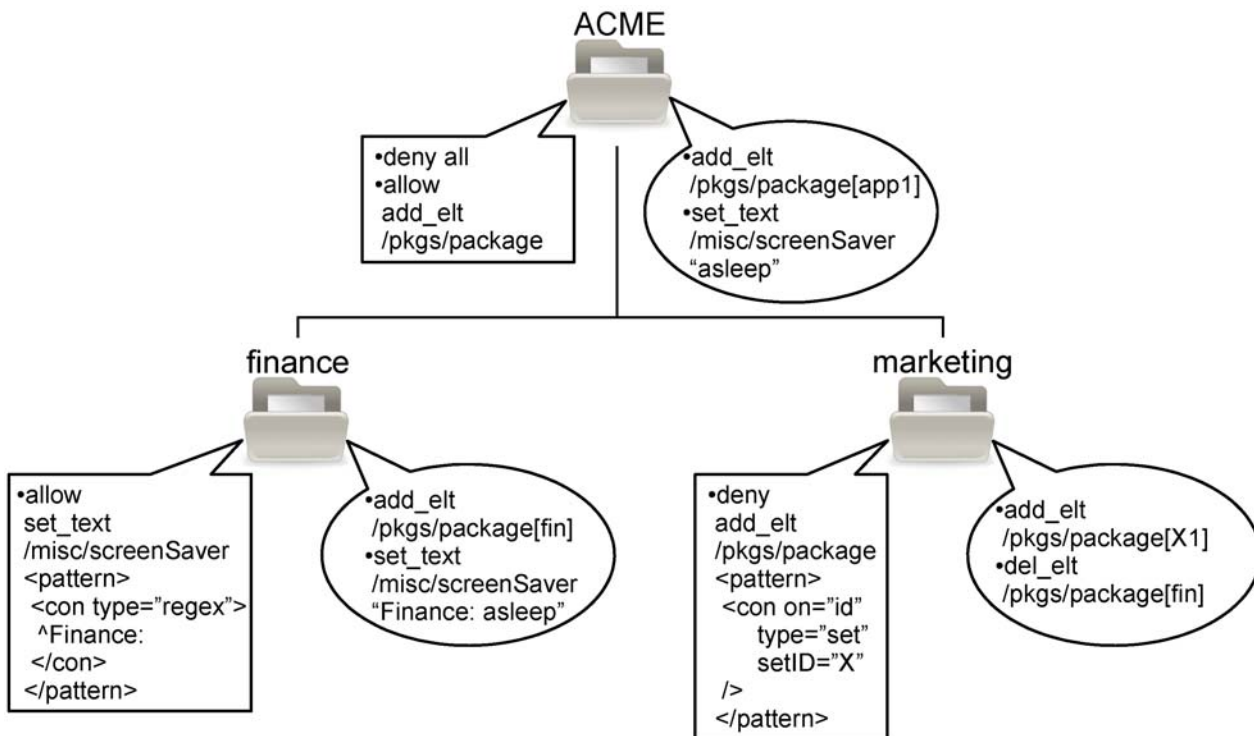 ACME
•deny all
•allow
add_elt
/pkgs/package
•add_elt
/pkgs/package[app1]
•set_text
/misc/screenSaver
“asleep”
finance
•allow
set_text
/misc/screenSaver
<pattern>
<con type=”regex”>
^Finance:
</con>
</pattern>
•add_elt
/pkgs/package[fin]
•set_text
/misc/screenSaver
“Finance: asleep”
marketing
•deny
add_elt
/pkgs/package
<pattern>
<con on=”id”
type=”set”
setID=”X”
/>
</pattern>
•add_elt
/pkgs/package[X1]
•del_elt
/pkgs/package[fin]